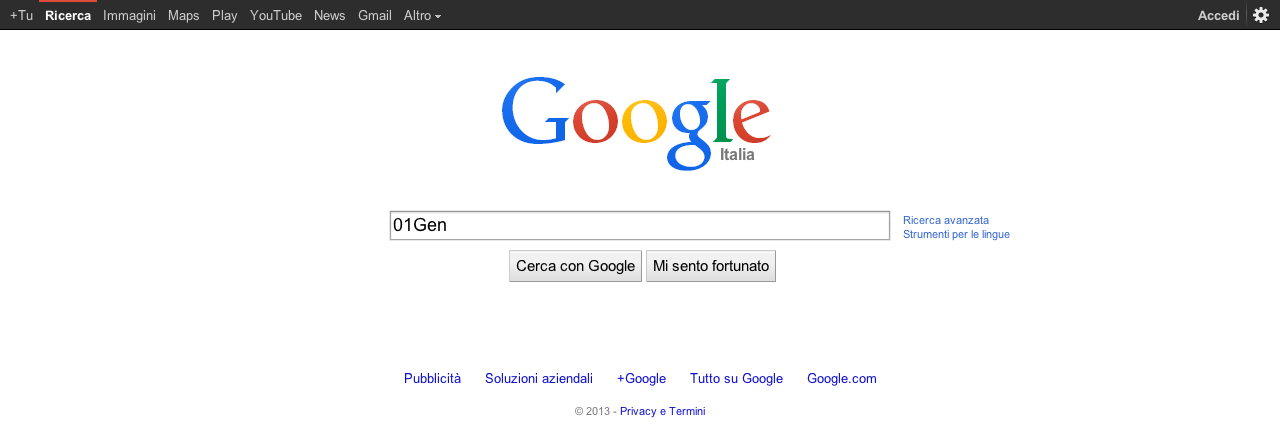 +Tu Ricerca Immagini Maps Play YouTube News Gmail Altro Accedi
Google
Italia
01Gen
Ricerca avanzata
Strumenti per le lingue
Cerca con Google Mi sento fortunato
Pubblicità Soluzioni aziendali +Google Tutto su Google Google.com
© 2013 - Privacy e Termini